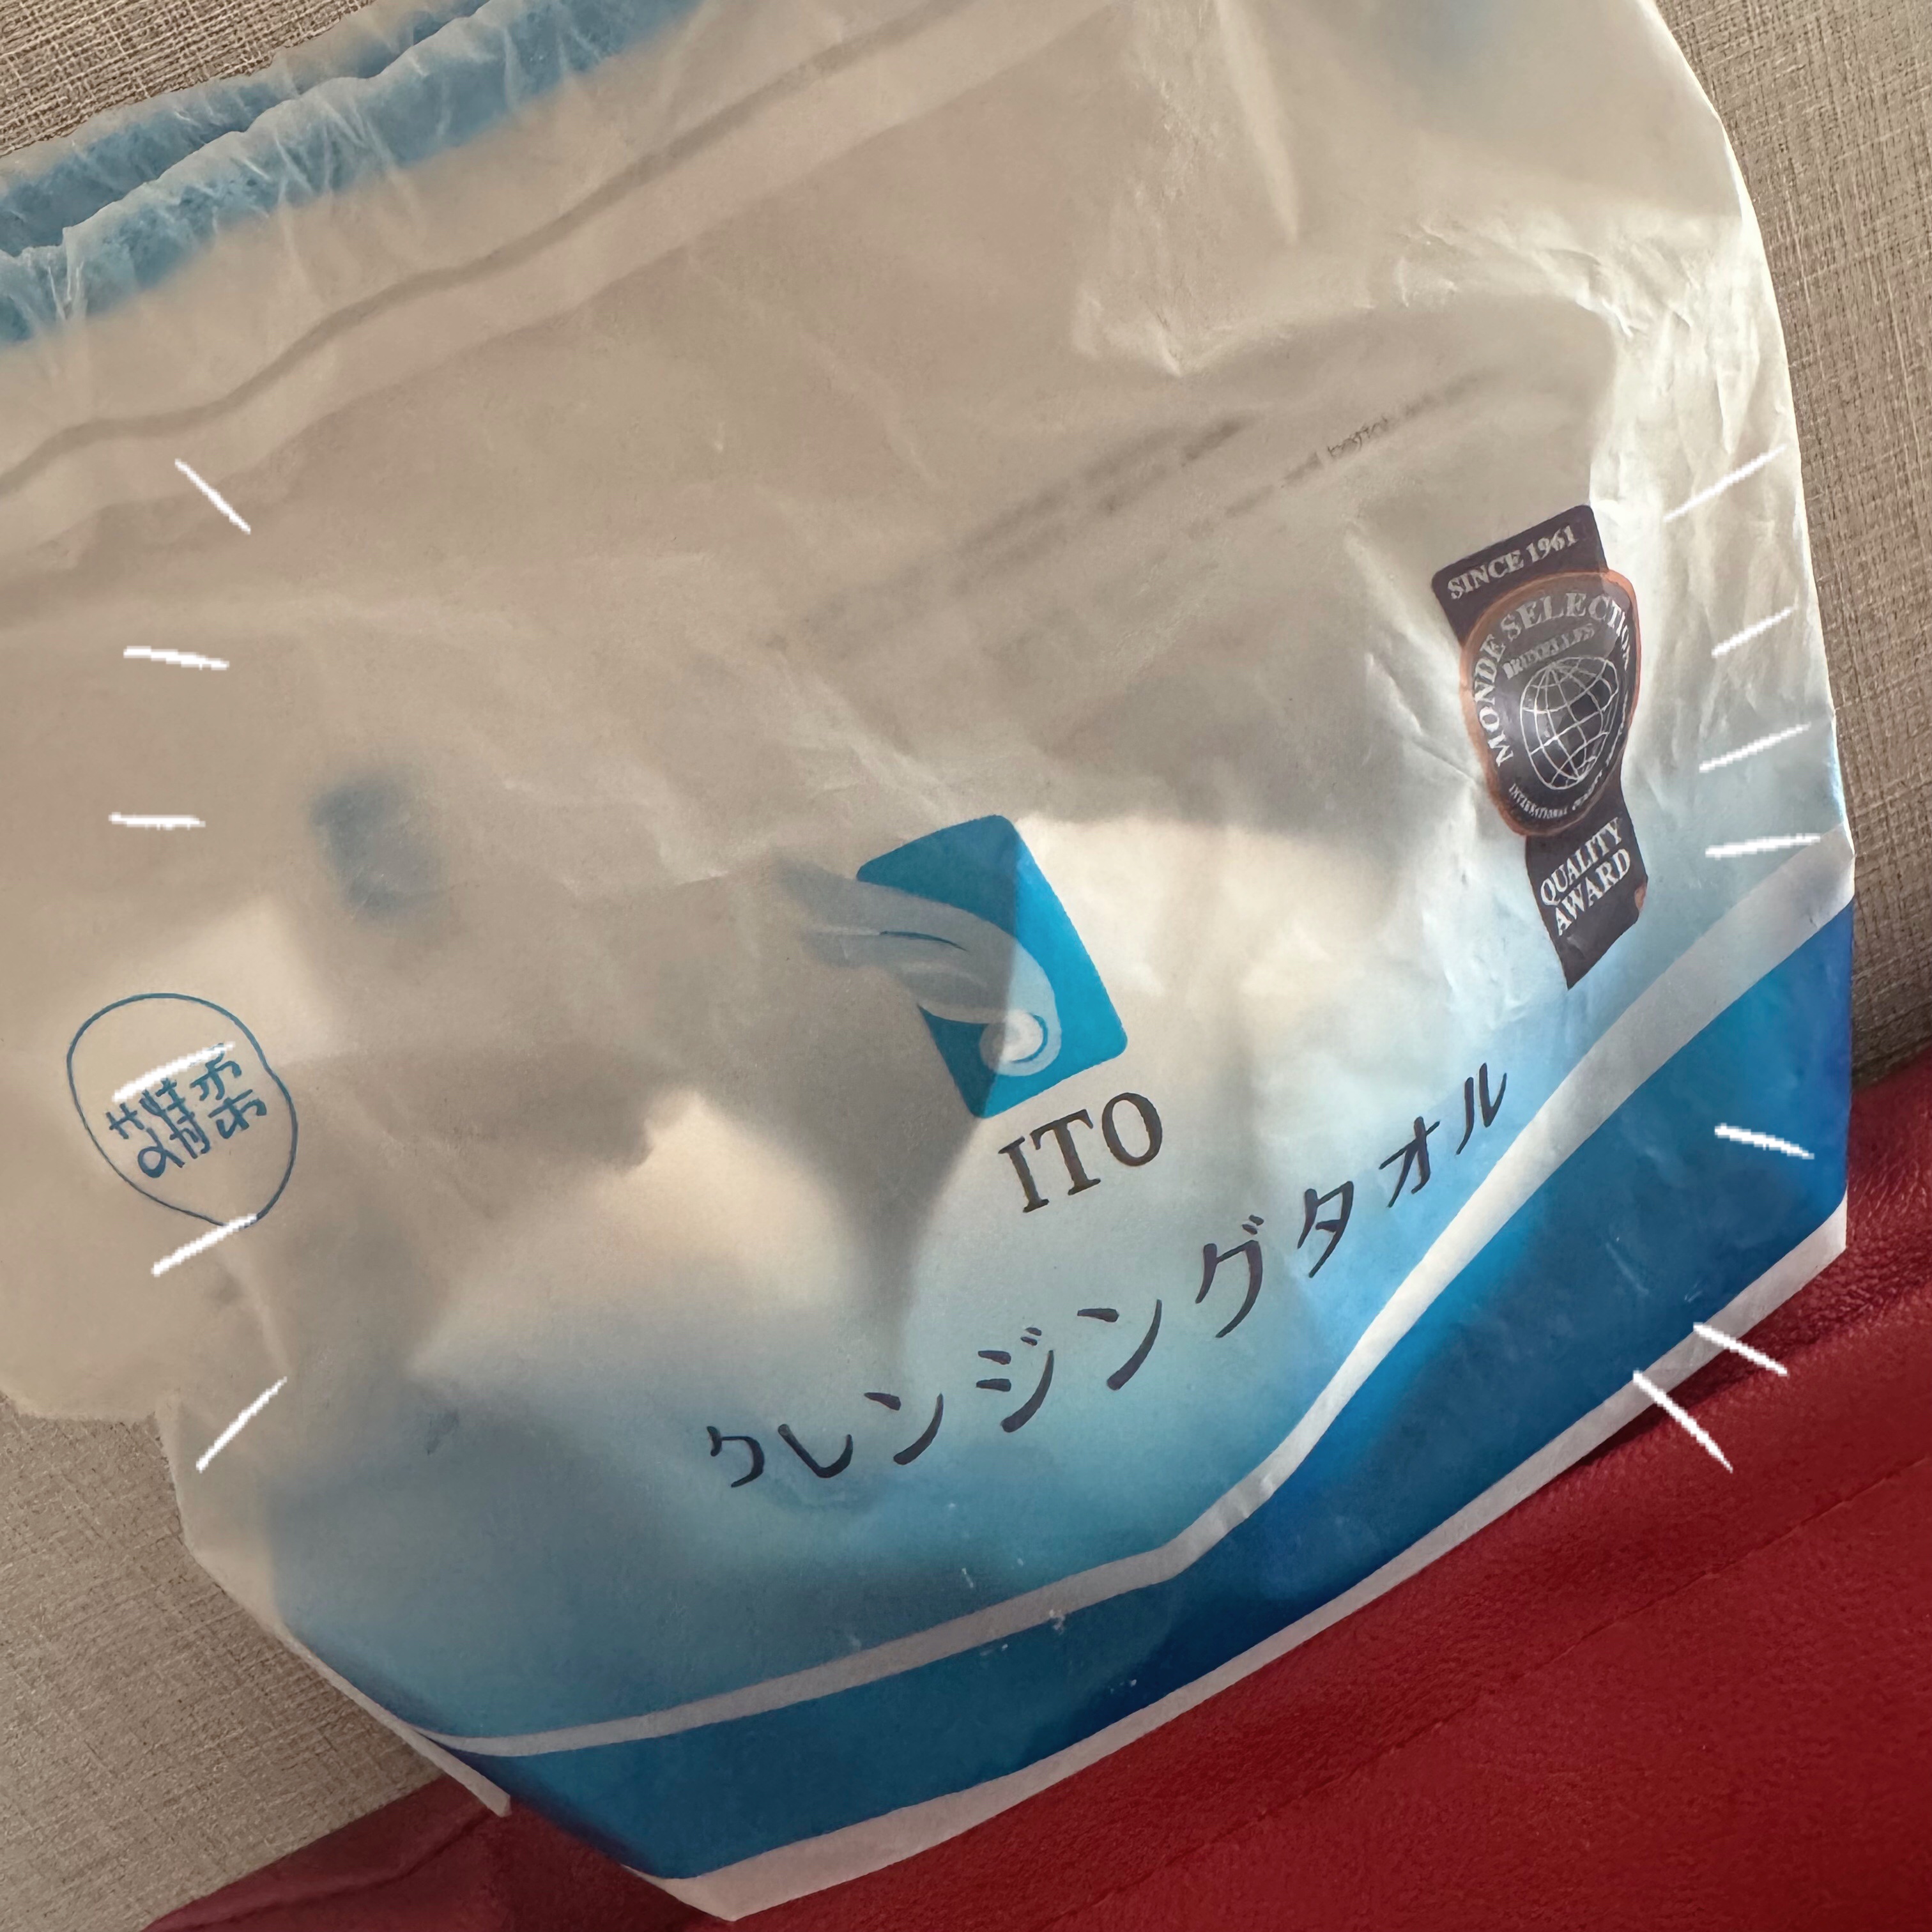 SINCE 1961
MONDE SELECTION
BRUXELLES
QUALITY
AWARD
ITO
クレンジングタオル